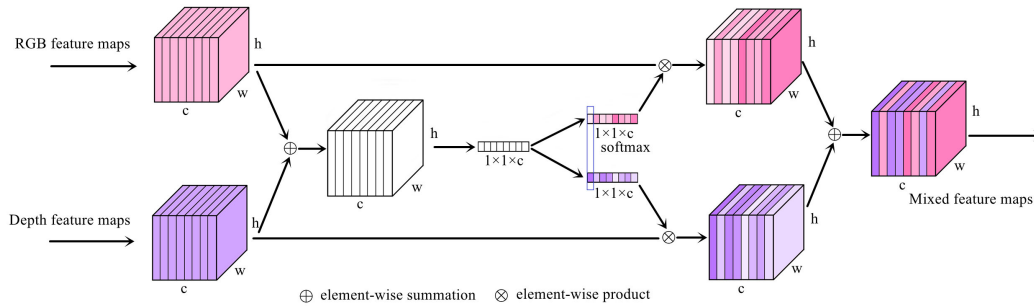 RGB feature maps
h
w
c
h
w
c
1×1×c
1×1×c
softmax
1×1×c
h
w
c
h
w
c
Mixed feature maps
Depth feature maps
h
w
c
h
w
c
⊕ element-wise summation ⊗ element-wise product